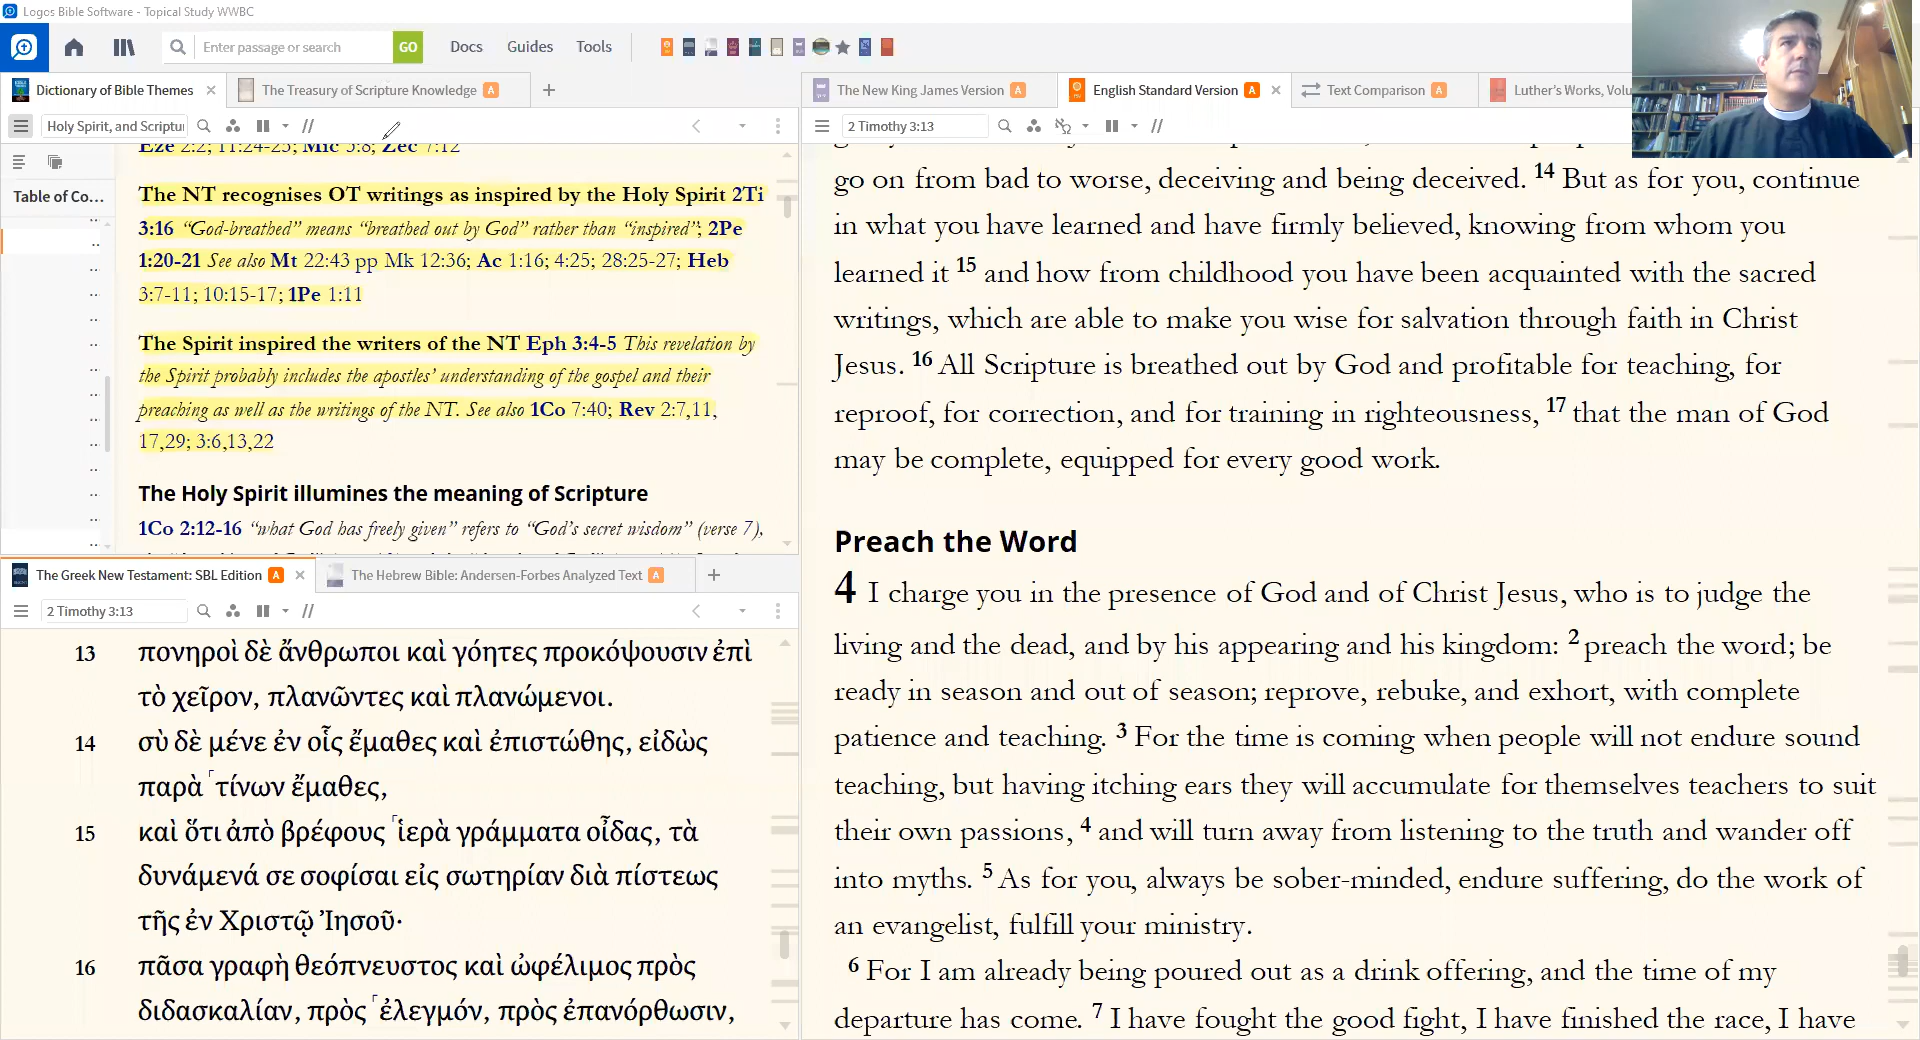 Logos Bible Software - Topical Study WWBC
Enter passage or search GO Docs Guides Tools
Dictionary of Bible Themes The Treasury of Scripture Knowledge A
Holy Spirit, and Scriptu
Table of Co...
Eze 2:2; 11:24-25; Mic 3:8; Zec 7:12
The NT recognises OT writings as inspired by the Holy Spirit 2Ti
3:16 “God-breathed” means “breathed out by God” rather than “inspired”; 2Pe
1:20-21 See also Mt 22:43 pp Mk 12:36; Ac 1:16; 4:25; 28:25-27; Heb
3:7-11; 10:15-17; 1Pe 1:11
The Spirit inspired the writers of the NT Eph 3:4-5 This revelation by
the Spirit probably includes the apostles’ understanding of the gospel and their
preaching as well as the writings of the NT. See also 1Co 7:40; Rev 2:7,11,
17,29; 3:6,13,22
The Holy Spirit illumines the meaning of Scripture
1Co 2:12-16 “what God has freely given” refers to “God’s secret wisdom” (verse 7),
The Greek New Testament: SBL Edition A The Hebrew Bible: Andersen-Forbes Analyzed Text A
2 Timothy 3:13
13 πονηροὶ δὲ ἄνθρωποι καὶ γόητες προκόψουσιν ἐπὶ
τὸ χεῖρον, πλανῶντες καὶ πλανώμενοι.
14 σὺ δὲ μένε ἐν οἷς ἔμαθες καὶ ἐπιστώθης, εἰδὼς
παρὰ ⸀τίνων ἔμαθες,
15 καὶ ὅτι ἀπὸ βρέφους ⸀ἱερὰ γράμματα οἶδας, τὰ
δυνάμενά σε σοφίσαι εἰς σωτηρίαν διὰ πίστεως
τῆς ἐν Χριστῷ Ἰησοῦ·
16 πᾶσα γραφὴ θεόπνευστος καὶ ὠφέλιμος πρὸς
διδασκαλίαν, πρὸς ⸀ἐλεγμόν, πρὸς ἐπανόρθωσιν,
The New King James Version A English Standard Version A Text Comparison A Luther’s Works, Volu
2 Timothy 3:13
go on from bad to worse, deceiving and being deceived. 14 But as for you, continue
in what you have learned and have firmly believed, knowing from whom you
learned it 15 and how from childhood you have been acquainted with the sacred
writings, which are able to make you wise for salvation through faith in Christ
Jesus. 16 All Scripture is breathed out by God and profitable for teaching, for
reproof, for correction, and for training in righteousness, 17 that the man of God
may be complete, equipped for every good work.
Preach the Word
4 I charge you in the presence of God and of Christ Jesus, who is to judge the
living and the dead, and by his appearing and his kingdom: 2 preach the word; be
ready in season and out of season; reprove, rebuke, and exhort, with complete
patience and teaching. 3 For the time is coming when people will not endure sound
teaching, but having itching ears they will accumulate for themselves teachers to suit
their own passions, 4 and will turn away from listening to the truth and wander off
into myths. 5 As for you, always be sober-minded, endure suffering, do the work of
an evangelist, fulfill your ministry.
6 For I am already being poured out as a drink offering, and the time of my
departure has come. 7 I have fought the good fight, I have finished the race, I have